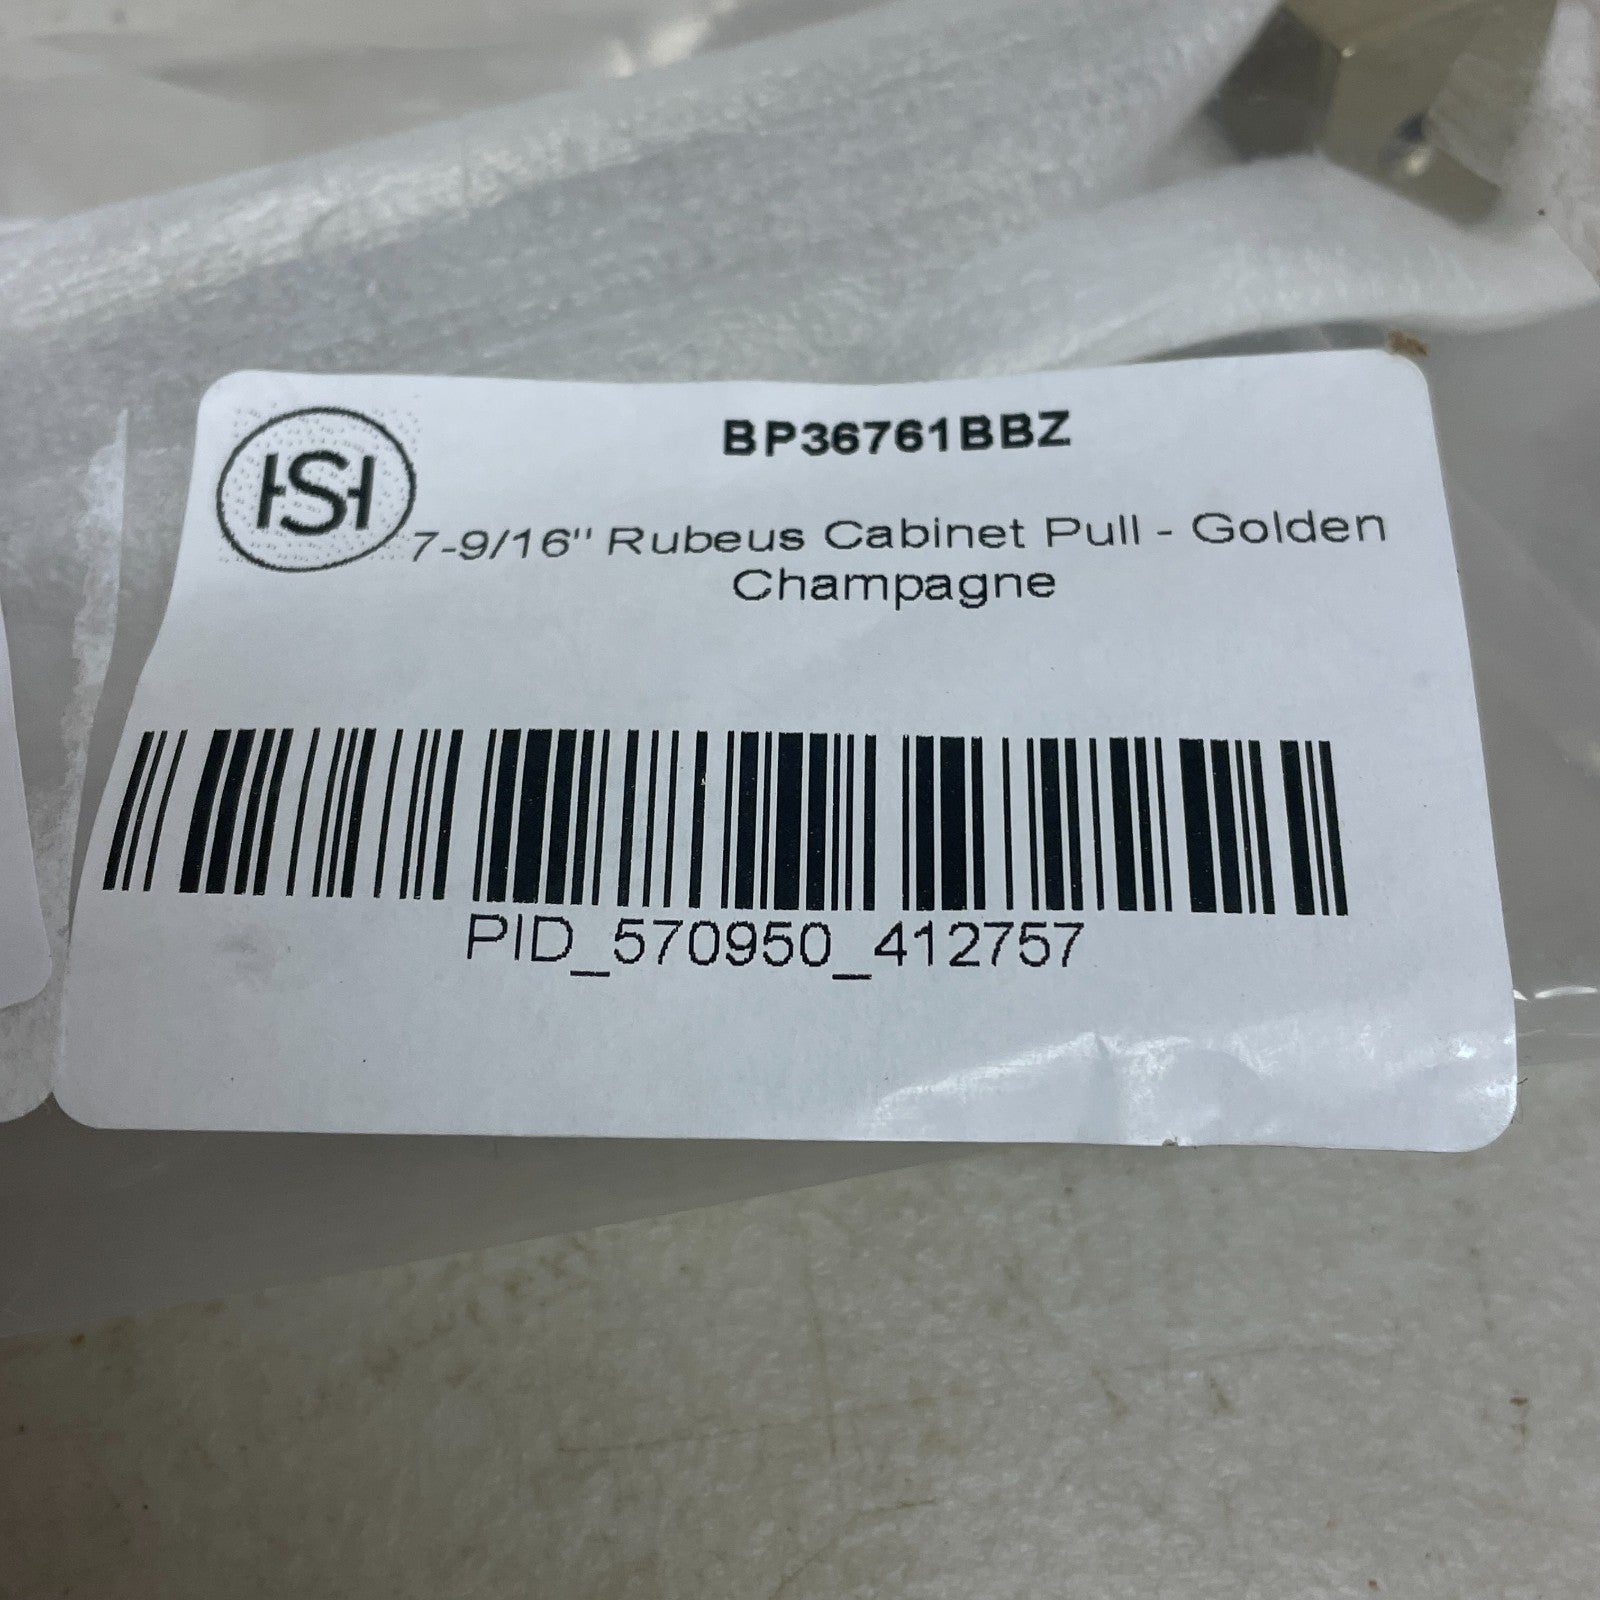 BP36761BBZ
HSH
7-9/16" Rubeus Cabinet Pull - Golden
Champagne
PID_570950_412757